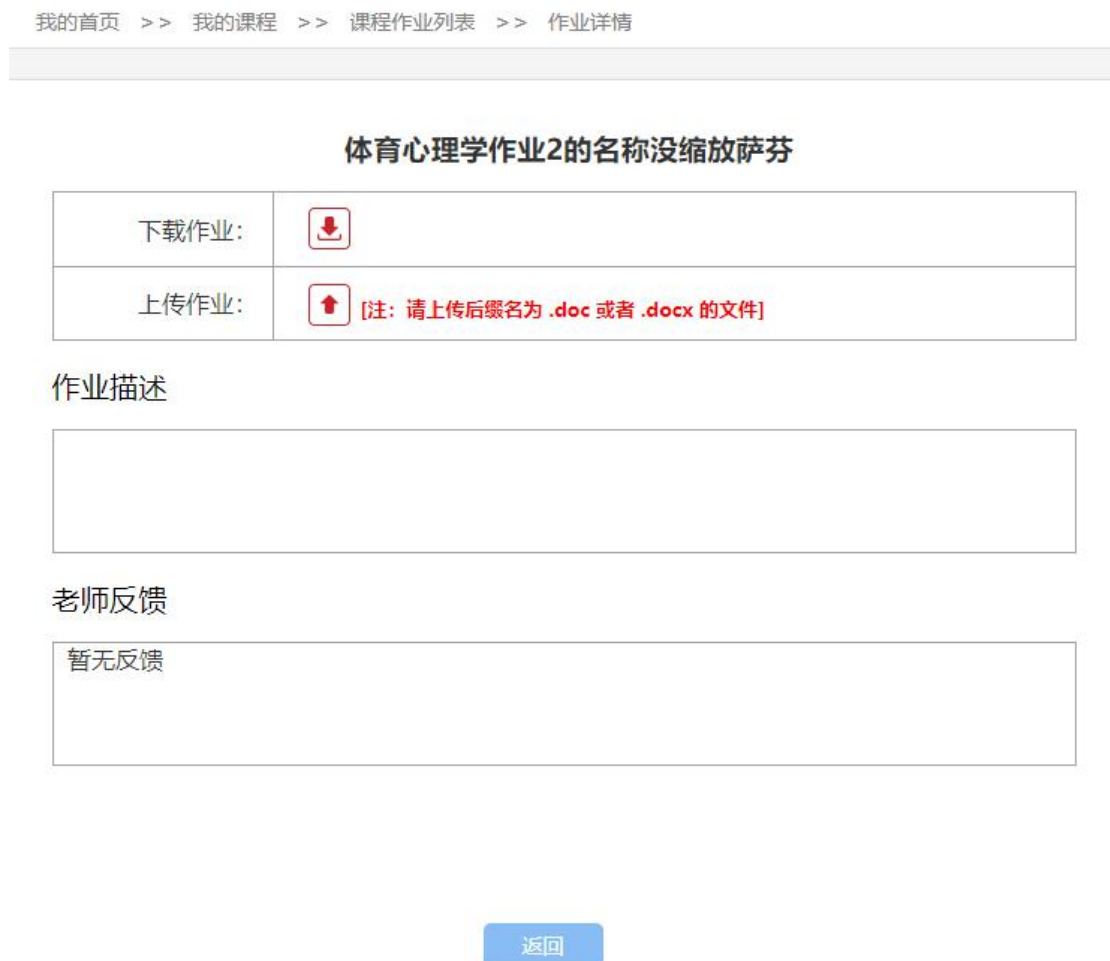 我的首页 >> 我的课程 >> 课程作业列表 >> 作业详情
体育心理学作业2的名称没缩放萨芬
下载作业：
上传作业： [注：请上传后缀名为 .doc 或者 .docx 的文件]
作业描述
老师反馈
暂无反馈
返回